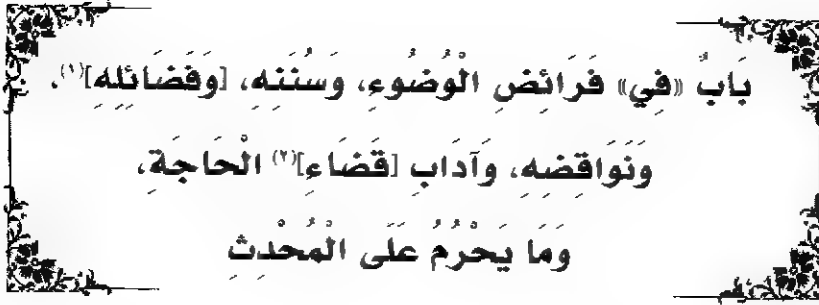 بَابٌ «فِي» فَرَائِضِ الْوُضُوءِ، وَسُنَنِهِ، [وَفَضَائِلِهِ]⁽¹⁾،
وَنَوَاقِضِهِ، وَآدَابِ [قَضَاءِ]⁽²⁾ الْحَاجَةِ،
وَمَا يَحْرُمُ عَلَى الْمُحْدِثِ